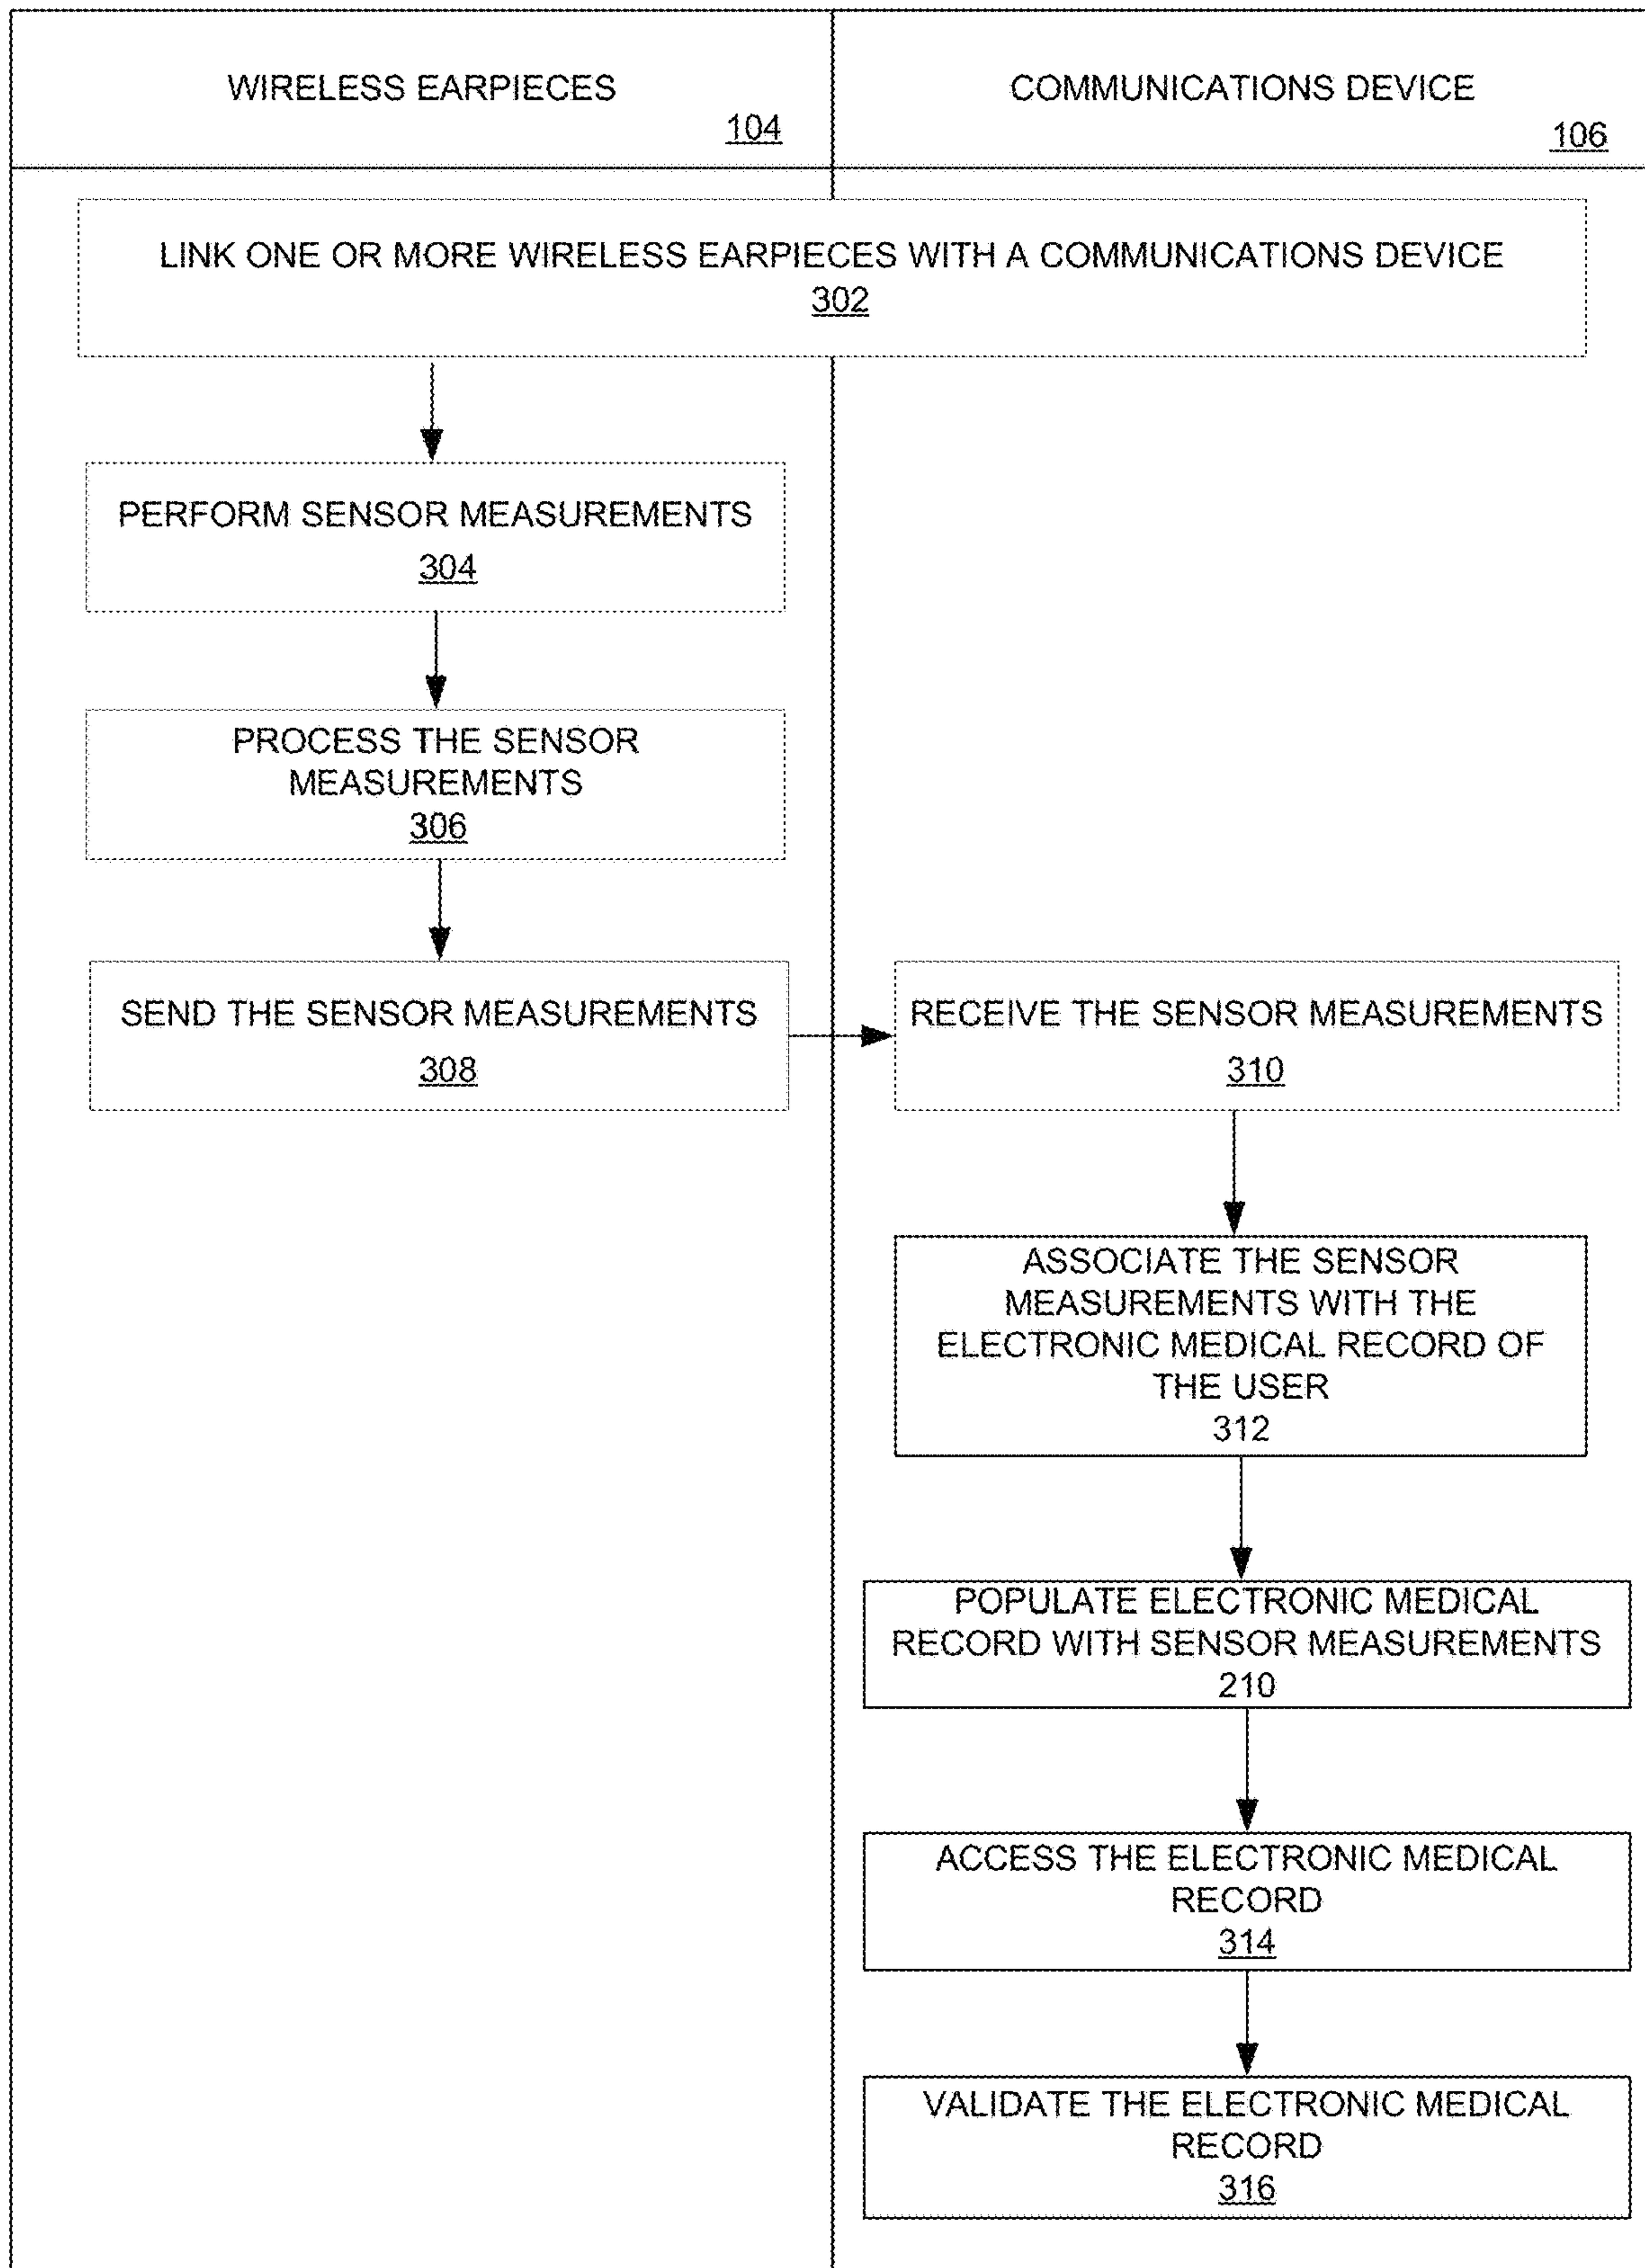 WIRELESS EARPIECES
104
COMMUNICATIONS DEVICE
106
LINK ONE OR MORE WIRELESS EARPIECES WITH A COMMUNICATIONS DEVICE
302
PERFORM SENSOR MEASUREMENTS
304
PROCESS THE SENSOR
MEASUREMENTS
306
SEND THE SENSOR MEASUREMENTS
308
RECEIVE THE SENSOR MEASUREMENTS
310
ASSOCIATE THE SENSOR
MEASUREMENTS WITH THE
ELECTRONIC MEDICAL RECORD OF
THE USER
312
POPULATE ELECTRONIC MEDICAL
RECORD WITH SENSOR MEASUREMENTS
210
ACCESS THE ELECTRONIC MEDICAL
RECORD
314
VALIDATE THE ELECTRONIC MEDICAL
RECORD
316